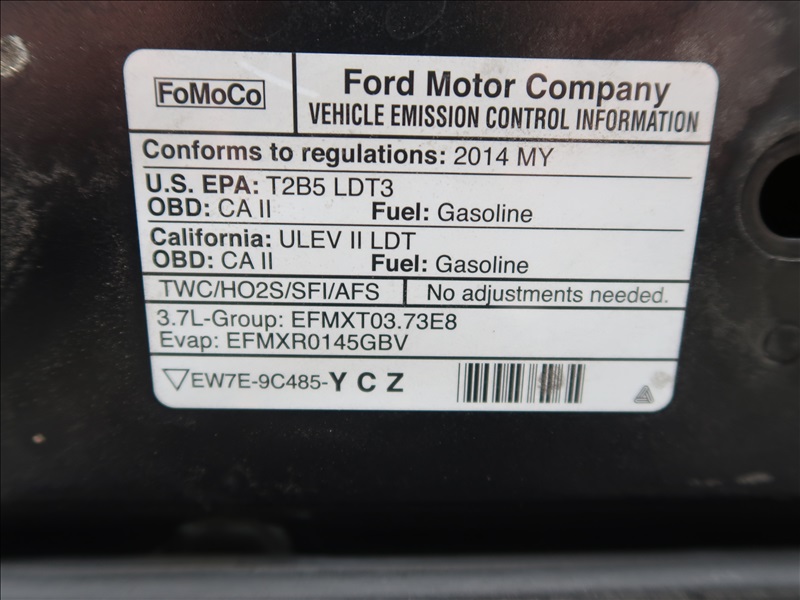 FoMoCo
Ford Motor Company
VEHICLE EMISSION CONTROL INFORMATION
Conforms to regulations: 2014 MY
U.S. EPA: T2B5 LDT3
OBD: CA II Fuel: Gasoline
California: ULEV II LDT
OBD: CA II Fuel: Gasoline
TWC/HO2S/SFI/AFS No adjustments needed.
3.7L-Group: EFMXT03.73E8
Evap: EFMXR0145GBV
EW7E-9C485-Y C Z